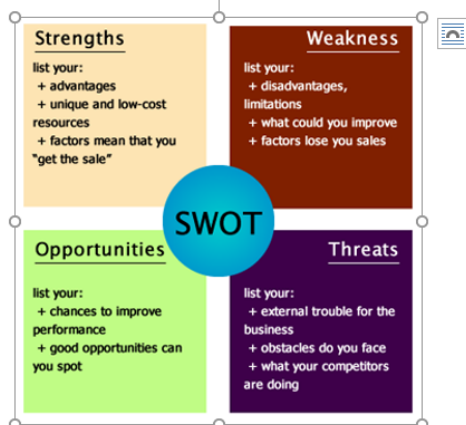 Strengths
list your:
+ advantages
+ unique and low-cost
resources
+ factors mean that you
“get the sale”
Weakness
list your:
+ disadvantages,
limitations
+ what could you improve
+ factors lose you sales
SWOT
Opportunities
list your:
+ chances to improve
performance
+ good opportunities can
you spot
Threats
list your:
+ external trouble for the
business
+ obstacles do you face
+ what your competitors
are doing